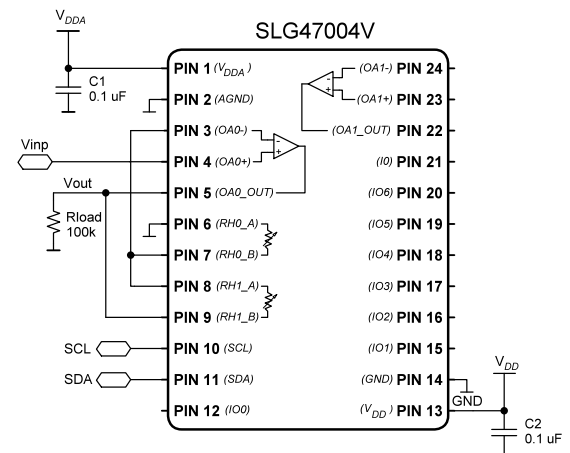 V_DDA
SLG47004V
C1
0.1 uF
PIN 1 (V_DDA)
PIN 2 (AGND)
PIN 3 (OA0-)
- +
Vinp
PIN 4 (OA0+)
Vout
PIN 5 (OA0_OUT)
Rload
100k
PIN 6 (RH0_A)
PIN 7 (RH0_B)
PIN 8 (RH1_A)
PIN 9 (RH1_B)
SCL
PIN 10 (SCL)
SDA
PIN 11 (SDA)
PIN 12 (IO0)
(OA1-) PIN 24
- +
(OA1+) PIN 23
(OA1_OUT) PIN 22
(I0) PIN 21
(IO6) PIN 20
(IO5) PIN 19
(IO4) PIN 18
(IO3) PIN 17
(IO2) PIN 16
(IO1) PIN 15
(GND) PIN 14
GND
(V_DD) PIN 13
V_DD
C2
0.1 uF